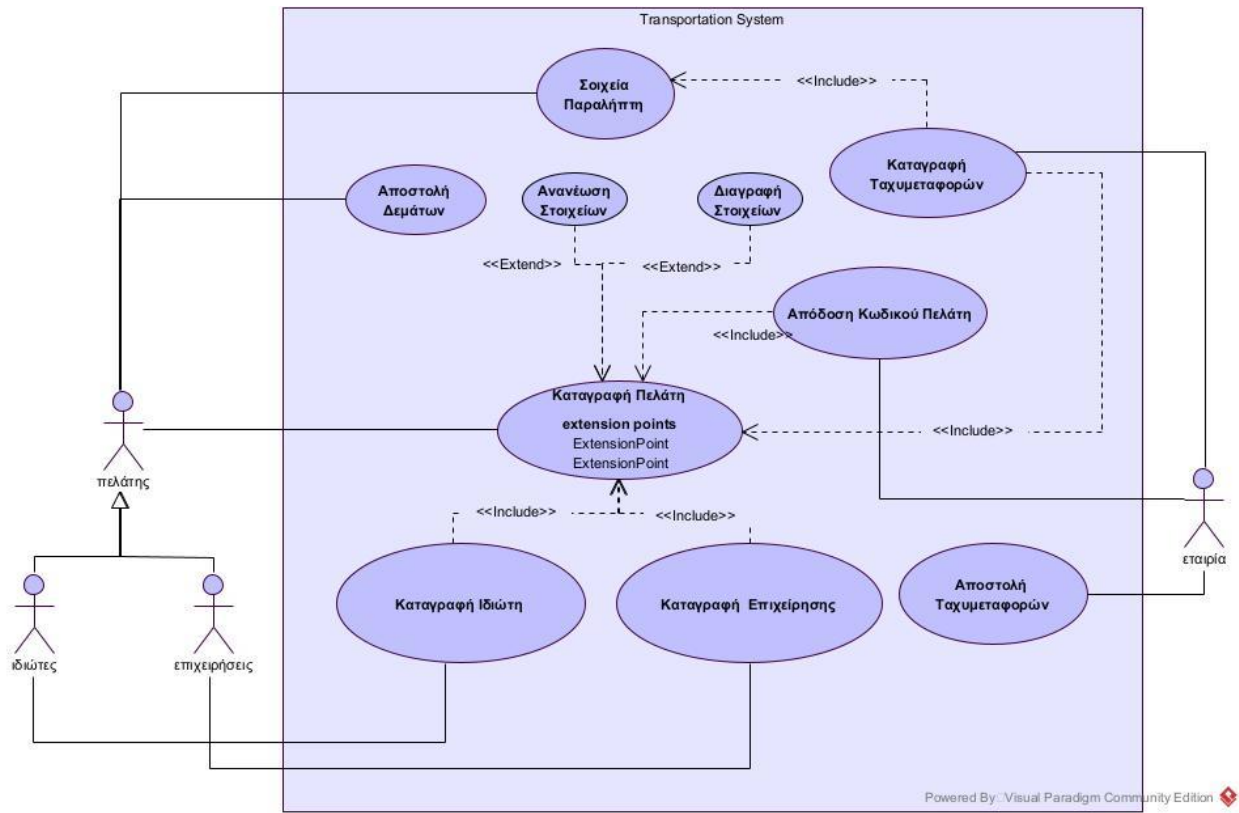 Transportation System
Σοιχεία
Παραλήπτη
<<Include>>
Καταγραφή
Ταχυμεταφορών
Αποστολή
Δεμάτων
Ανανέωση
Στοιχείων
Διαγραφή
Στοιχείων
<<Extend>>
<<Extend>>
Απόδοση Κωδικού Πελάτη
<<Include>>
Καταγραφή Πελάτη
extension points
ExtensionPoint
ExtensionPoint
<<Include>>
πελάτης
<<Include>>
<<Include>>
εταιρία
Καταγραφή Ιδιώτη
Καταγραφή Επιχείρησης
Αποστολή
Ταχυμεταφορών
ιδιώτες
επιχειρήσεις
Powered By Visual Paradigm Community Edition